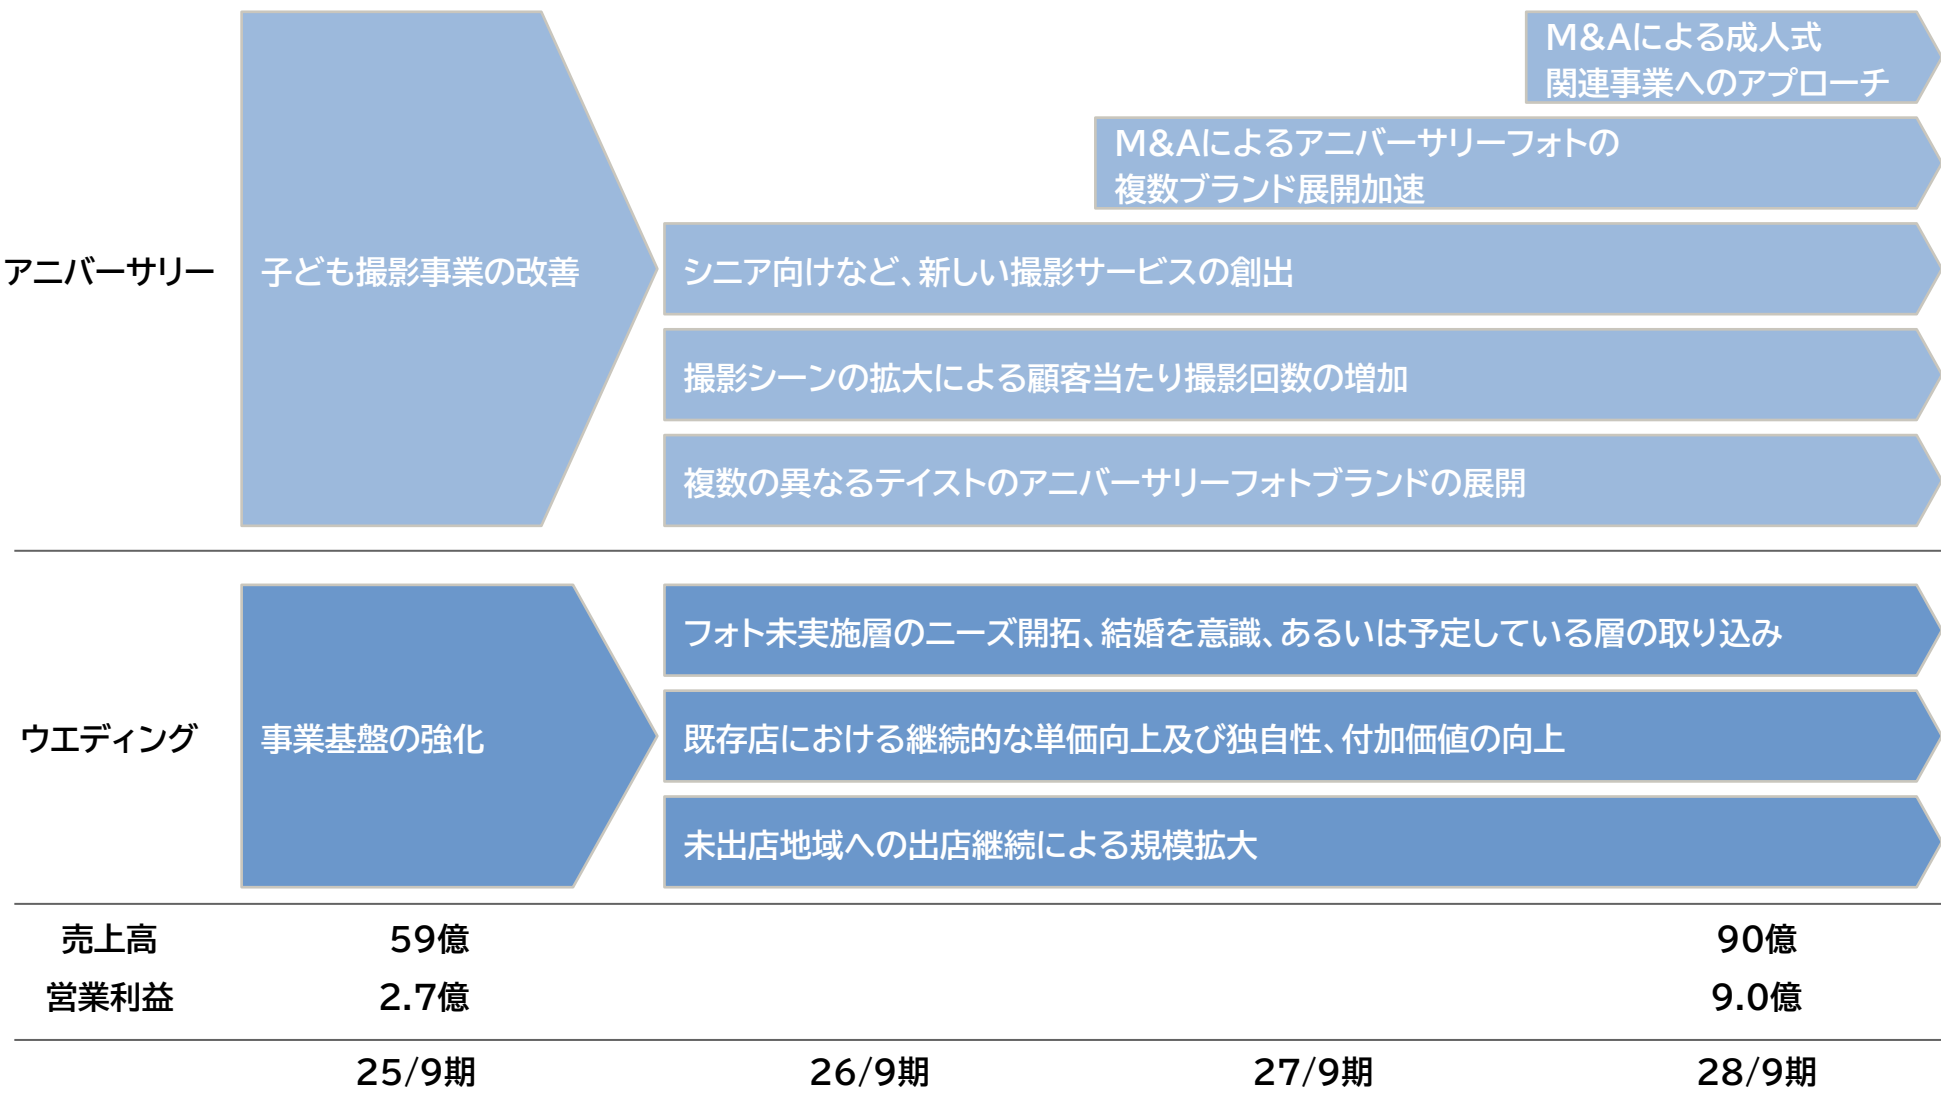 M&Aによる成人式
関連事業へのアプローチ
M&Aによるアニバーサリーフォトの
複数ブランド展開加速
アニバーサリー
子ども撮影事業の改善
シニア向けなど、新しい撮影サービスの創出
撮影シーンの拡大による顧客当たり撮影回数の増加
複数の異なるテイストのアニバーサリーフォトブランドの展開
ウエディング
事業基盤の強化
フォト未実施層のニーズ開拓、結婚を意識、あるいは予定している層の取り込み
既存店における継続的な単価向上及び独自性、付加価値の向上
未出店地域への出店継続による規模拡大
売上高 59億 90億
営業利益 2.7億 9.0億
25/9期 26/9期 27/9期 28/9期